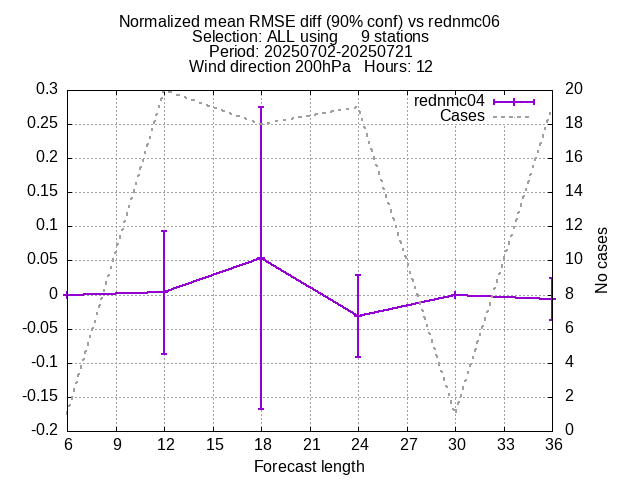 Normalized mean RMSE diff (90% conf) vs rednmc06
Selection: ALL using     9 stations
Period: 20250702-20250721
Wind direction 200hPa   Hours: 12
rednmc04
Cases
0.3
0.25
0.2
0.15
0.1
0.05
0
-0.05
-0.1
-0.15
-0.2
20
18
16
14
12
10
8
6
4
2
0
No cases
6 9 12 15 18 21 24 27 30 33 36
Forecast length